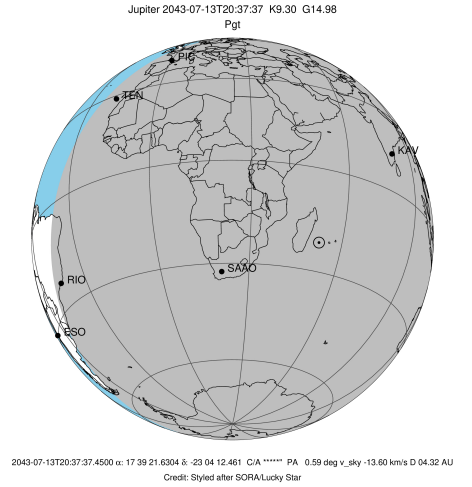 Jupiter 2043-07-13T20:37:37 K9.30 G14.98
Pgt
PIC
TEN
KAV
SAAO
RIO
ESO
2043-07-13T20:37:37.4500 α: 17 39 21.6304 δ: -23 04 12.461 C/A *****" PA 0.59 deg v_sky -13.60 km/s D 04.32 AU
Credit: Styled after SORA/Lucky Star